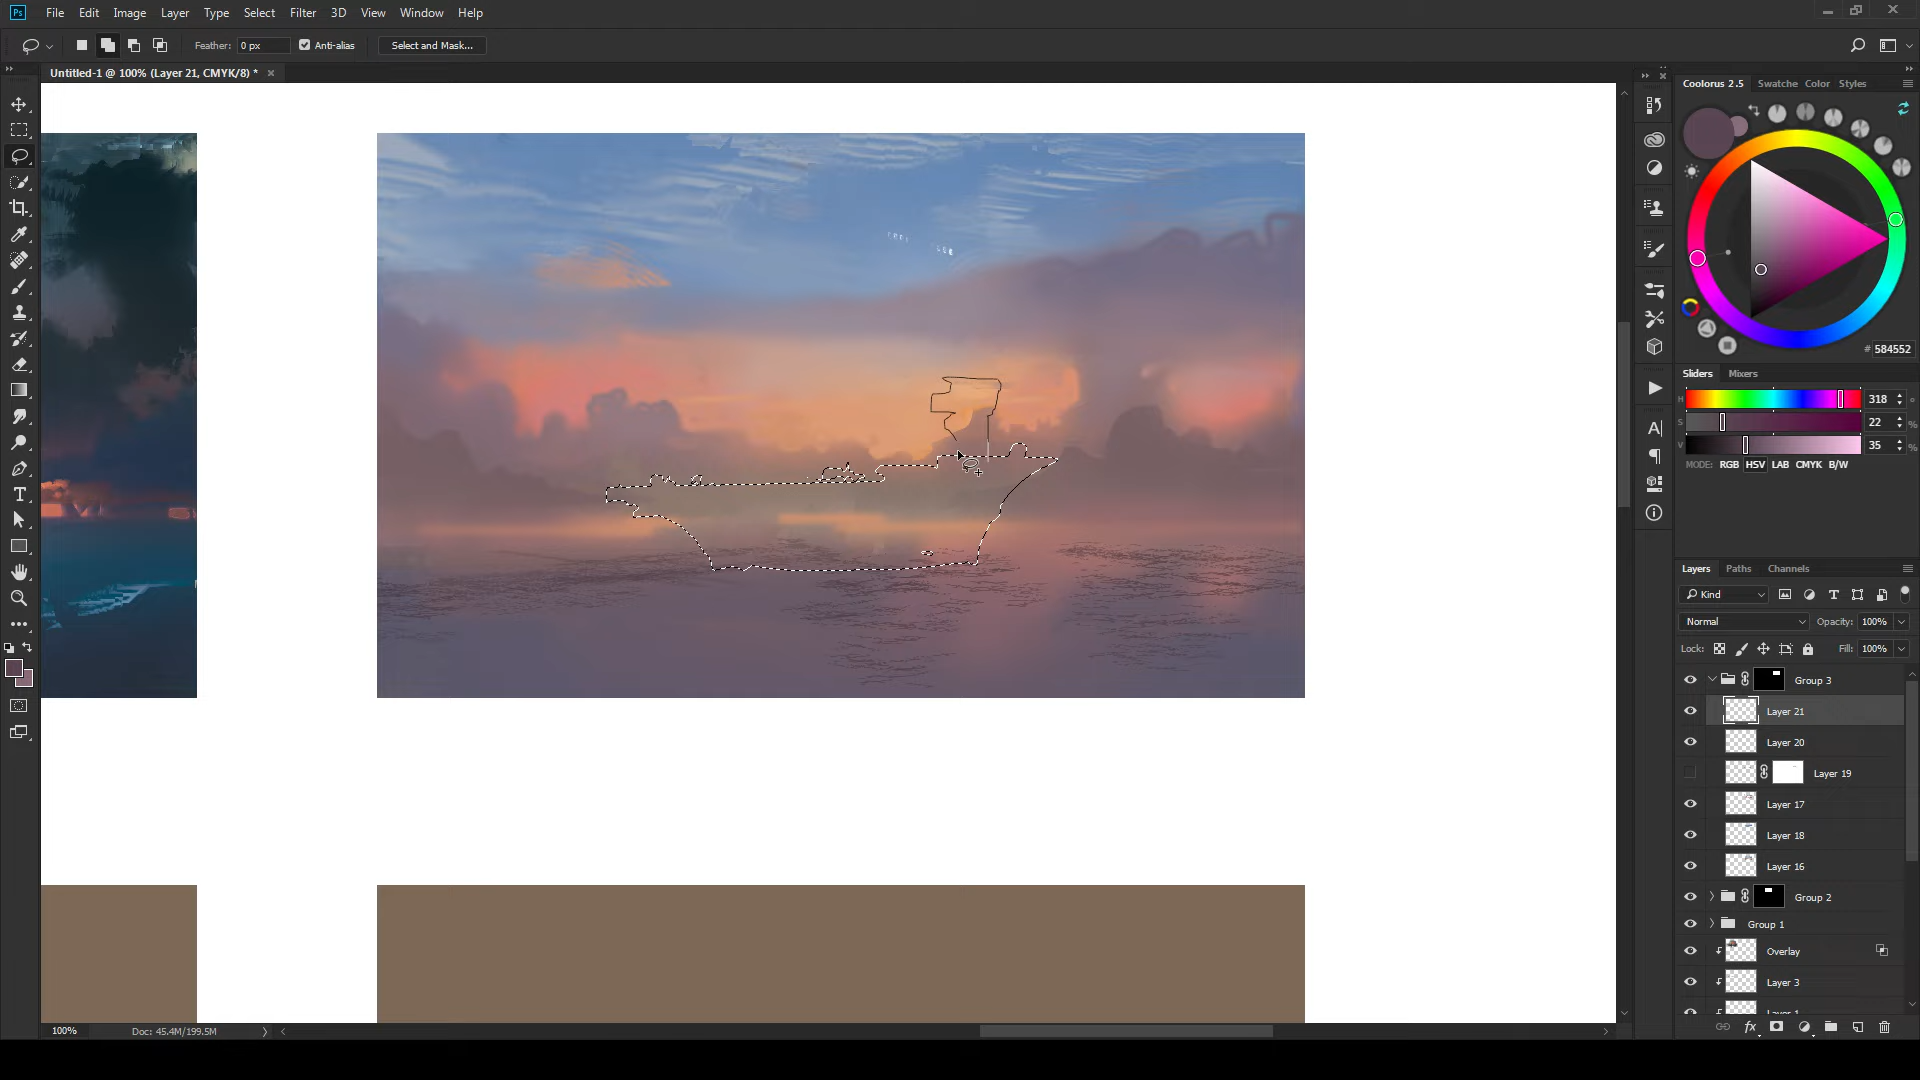 Ps File Edit Image Layer Type Select Filter 3D View Window Help
Feather: 0 px Anti-alias Select and Mask...
Untitled-1 @ 100% (Layer 21, CMYK/8) * ×
Coolorus 2.5 Swatche Color Styles
# 584552
Sliders Mixers
H 318 °
S 22 %
V 35 %
MODE: RGB HSV LAB CMYK B/W
Layers Paths Channels
Kind
Normal Opacity: 100%
Lock: Fill: 100%
Group 3
Layer 21
Layer 20
Layer 19
Layer 17
Layer 18
Layer 16
Group 2
Group 1
Overlay
Layer 3
Layer 1
100% Doc: 45.4M/199.5M